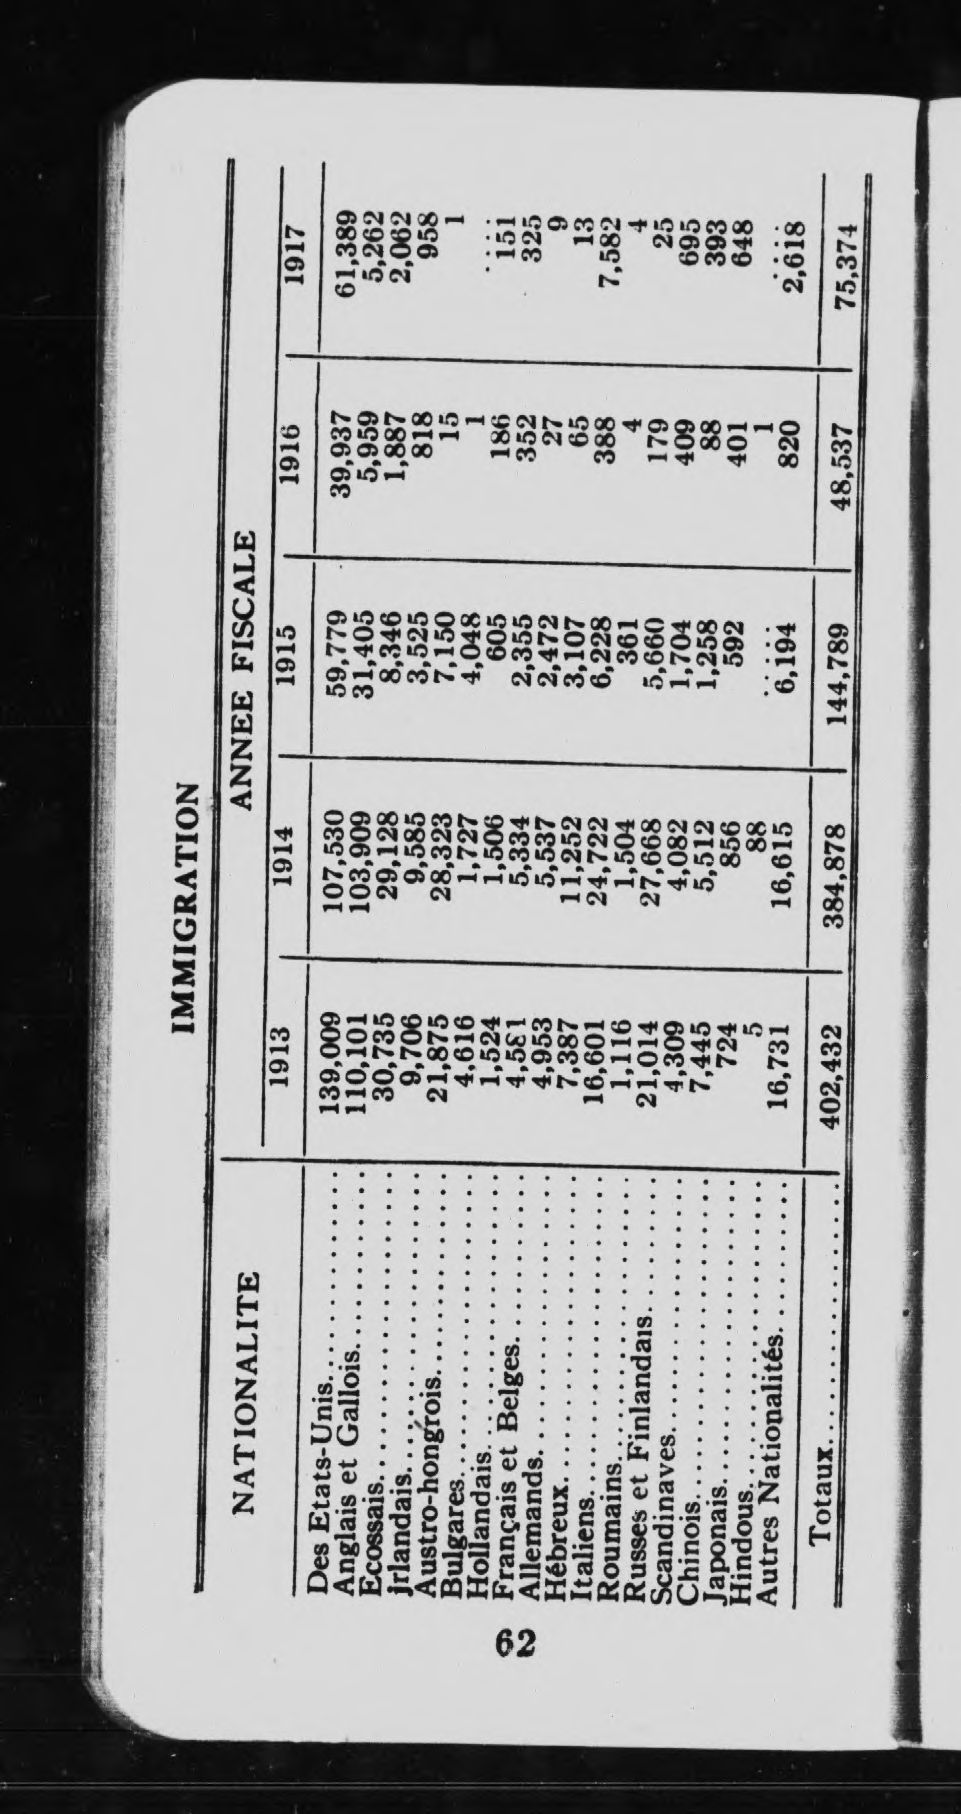 IMMIGRATION
NATIONALITE ANNEE FISCALE
1913 1914 1915 1916 1917
Des Etats-Unis............ 139,009 107,530 59,779 39,937 61,389
Anglais et Gallois.......... 110,101 103,909 31,405 5,959 5,262
Ecossais.................. 30,735 29,128 8,346 1,887 2,062
jrlandais.................. 9,706 9,585 3,525 818 958
Austro-hongrois........... 21,875 28,323 7,150 15 1
Bulgares.................. 4,616 1,727 4,048 1 ....
Hollandais................ 1,524 1,506 605 186 151
Français et Belges......... 4,581 5,334 2,355 352 325
Allemands................ 4,953 5,537 2,472 27 9
Hébreux.................. 7,387 11,252 3,107 65 13
Italiens................... 16,601 24,722 6,228 388 7,582
Roumains................. 1,116 1,504 361 4 4
Russes et Finlandais........ 21,014 27,668 5,660 179 25
Scandinaves............... 4,309 4,082 1,704 409 695
Chinois................... 7,445 5,512 1,258 88 393
Japonais.................. 724 856 592 401 648
Hindous.................. 5 88 .... 1 ....
Autres Nationalités......... 16,731 16,615 6,194 820 2,618
Totaux................ 402,432 384,878 144,789 48,537 75,374
62